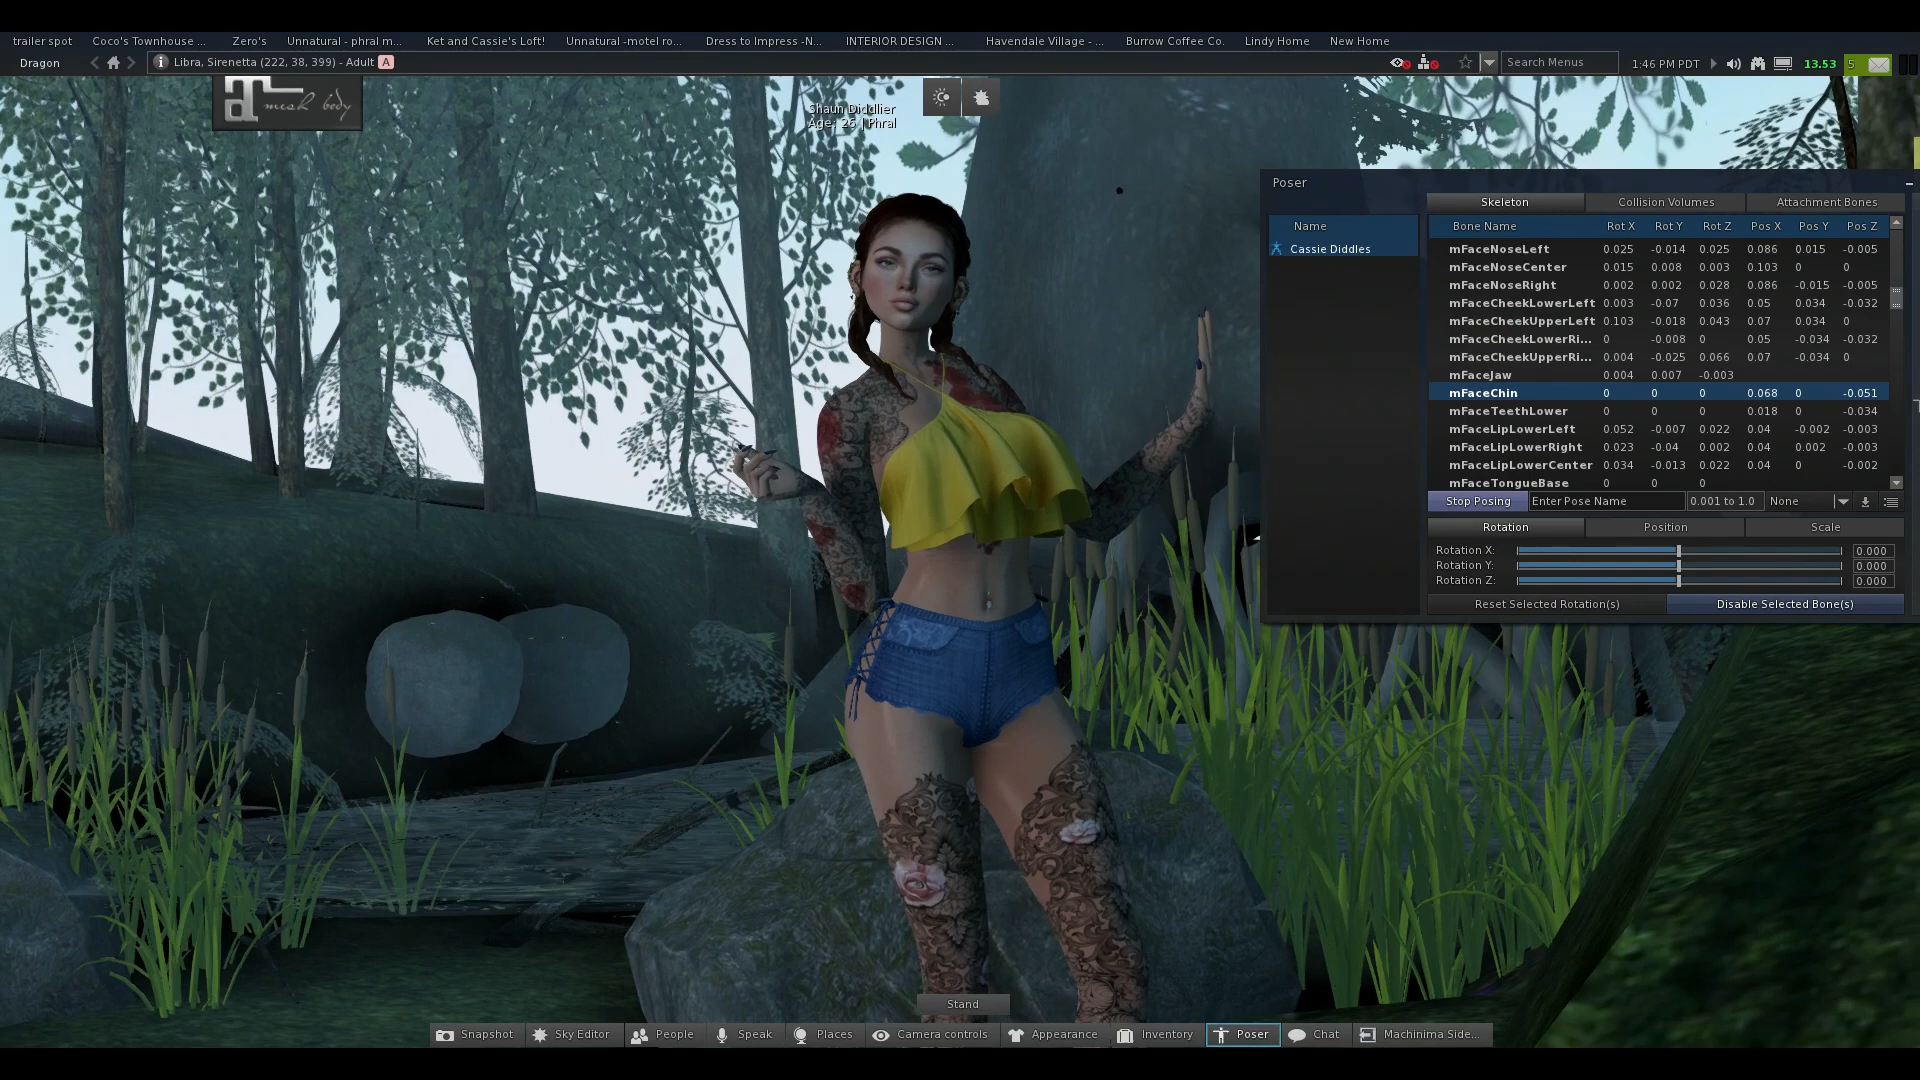 trailer spot Coco's Townhouse ... Zero's Unnatural - phral m... Ket and Cassie's Loft! Unnatural -motel ro... Dress to Impress -N... INTERIOR DESIGN ... Havendale Village - ... Burrow Coffee Co. Lindy Home New Home
Dragon Libra, Sirenetta (222, 38, 399) - Adult A Search Menus 1:46 PM PDT 13.53 5
mesh body
Shaun Diddlier
Age: 26 | Phral
Poser
Skeleton Collision Volumes Attachment Bones
Name Bone Name Rot X Rot Y Rot Z Pos X Pos Y Pos Z
Cassie Diddles mFaceNoseLeft 0.025 -0.014 0.025 0.086 0.015 -0.005
mFaceNoseCenter 0.015 0.008 0.003 0.103 0 0
mFaceNoseRight 0.002 0.002 0.028 0.086 -0.015 -0.005
mFaceCheekLowerLeft 0.003 -0.07 0.036 0.05 0.034 -0.032
mFaceCheekUpperLeft 0.103 -0.018 0.043 0.07 0.034 0
mFaceCheekLowerRi... 0 -0.008 0 0.05 -0.034 -0.032
mFaceCheekUpperRi... 0.004 -0.025 0.066 0.07 -0.034 0
mFaceJaw 0.004 0.007 -0.003
mFaceChin 0 0 0 0.068 0 -0.051
mFaceTeethLower 0 0 0 0.018 0 -0.034
mFaceLipLowerLeft 0.052 -0.007 0.022 0.04 -0.002 -0.003
mFaceLipLowerRight 0.023 -0.04 0.002 0.04 0.002 -0.003
mFaceLipLowerCenter 0.034 -0.013 0.022 0.04 0 -0.002
mFaceTongueBase 0 0 0
Stop Posing Enter Pose Name 0.001 to 1.0 None
Rotation Position Scale
Rotation X: 0.000
Rotation Y: 0.000
Rotation Z: 0.000
Reset Selected Rotation(s) Disable Selected Bone(s)
Stand
Snapshot Sky Editor People Speak Places Camera controls Appearance Inventory Poser Chat Machinima Side...